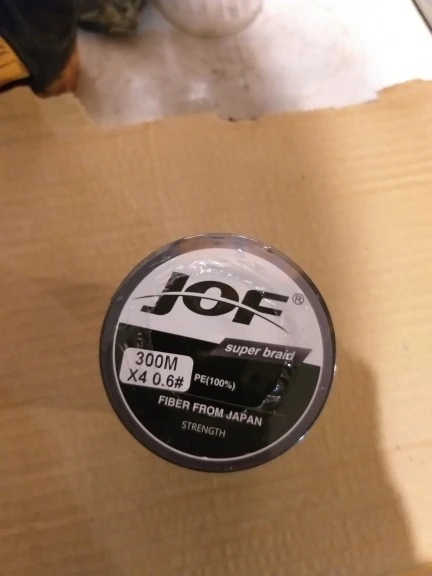 JOF®
super braid
300M
X4 0.6#
PE(100%)
FIBER FROM JAPAN
STRENGTH